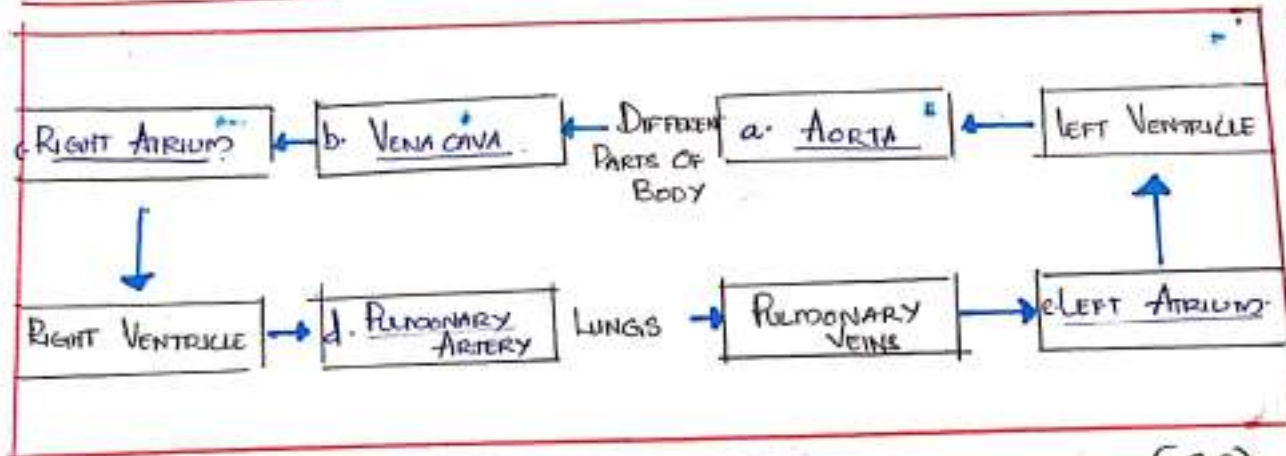 c RIGHT ATRIUM
b. VENA CAVA
DIFFEREN
PARTS OF
BODY
a. AORTA
LEFT VENTRICLE
RIGHT VENTRICLE
d. PULMONARY
ARTERY
LUNGS
PULMONARY
VEINS
e LEFT ATRIUM